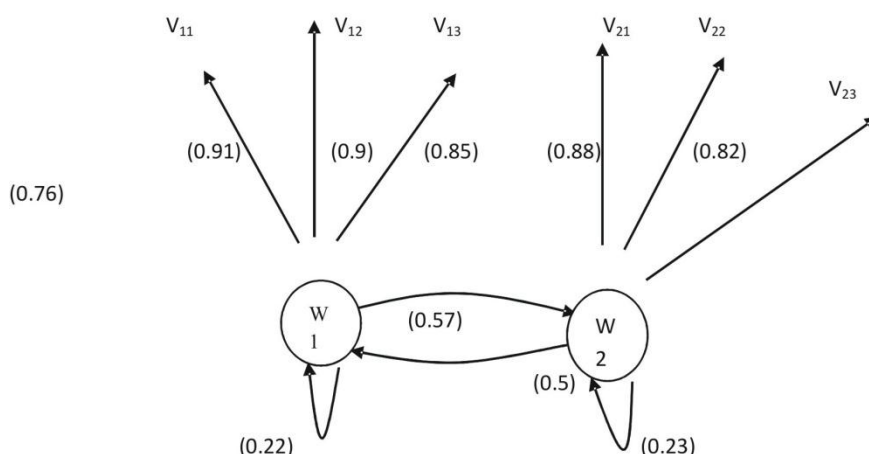 V11 V12 V13 V21 V22
V23
(0.91) (0.9) (0.85) (0.88) (0.82)
(0.76)
W
1
(0.57)
W
2
(0.5)
(0.22) (0.23)